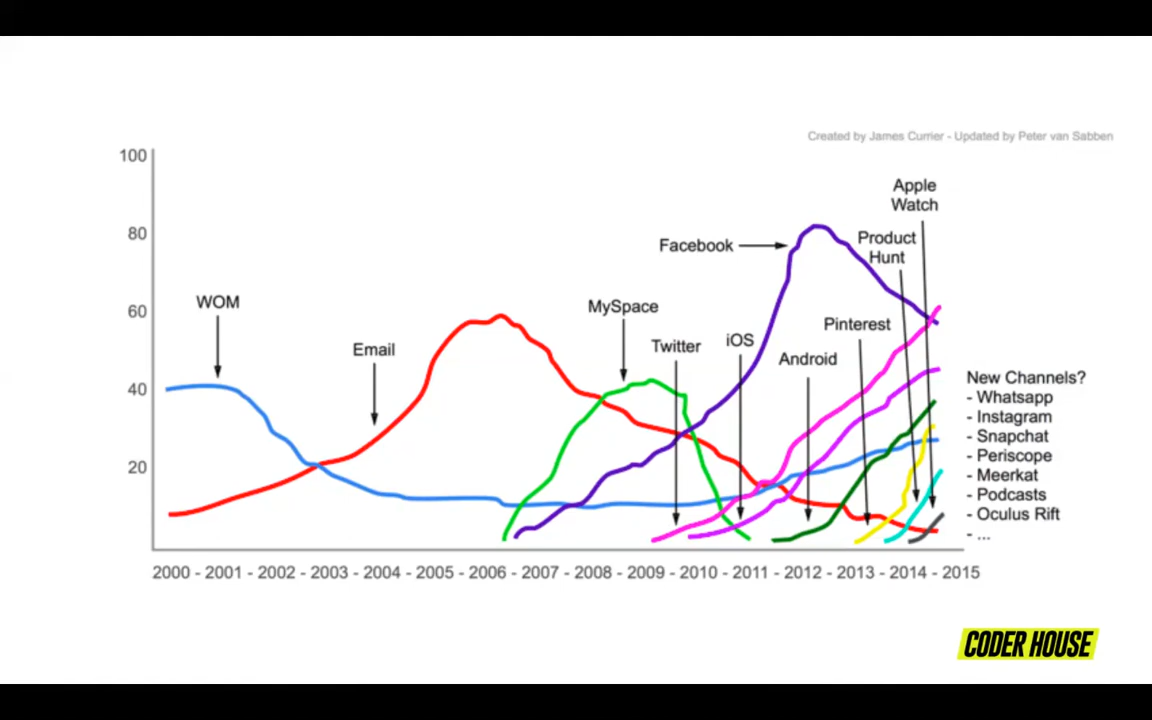 Created by James Currier - Updated by Peter van Sabben
100
80
60
40
20
WOM
Email
MySpace
Facebook
Twitter
iOS
Android
Pinterest
Product
Hunt
Apple
Watch
New Channels?
- Whatsapp
- Instagram
- Snapchat
- Periscope
- Meerkat
- Podcasts
- Oculus Rift
- ...
2000 - 2001 - 2002 - 2003 - 2004 - 2005 - 2006 - 2007 - 2008 - 2009 - 2010 - 2011 - 2012 - 2013 - 2014 - 2015
CODER HOUSE